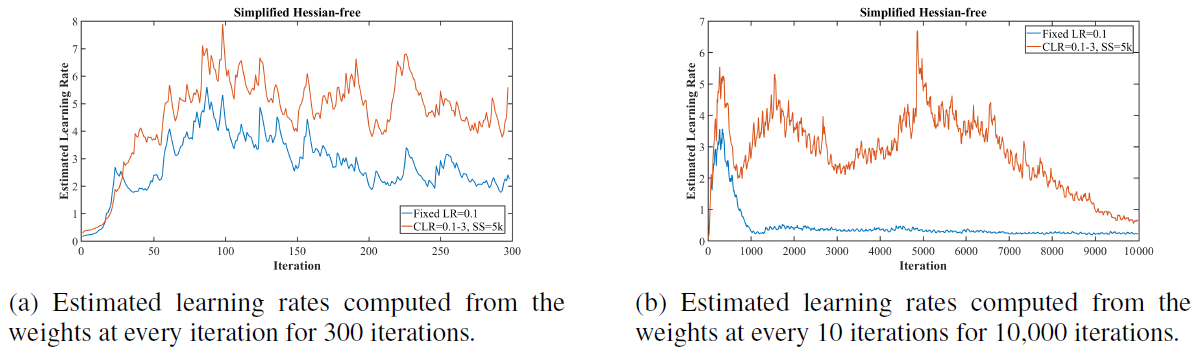 Simplified Hessian-free
Estimated Learning Rate
8
7
6
5
4
3
2
1
0
Fixed LR=0.1
CLR=0.1-3, SS=5k
0 50 100 150 200 250 300
Iteration
(a) Estimated learning rates computed from the
weights at every iteration for 300 iterations.
Simplified Hessian-free
Estimated Learning Rate
7
6
5
4
3
2
1
0
Fixed LR=0.1
CLR=0.1-3, SS=5k
0 1000 2000 3000 4000 5000 6000 7000 8000 9000 10000
Iteration
(b) Estimated learning rates computed from the
weights at every 10 iterations for 10,000 iterations.